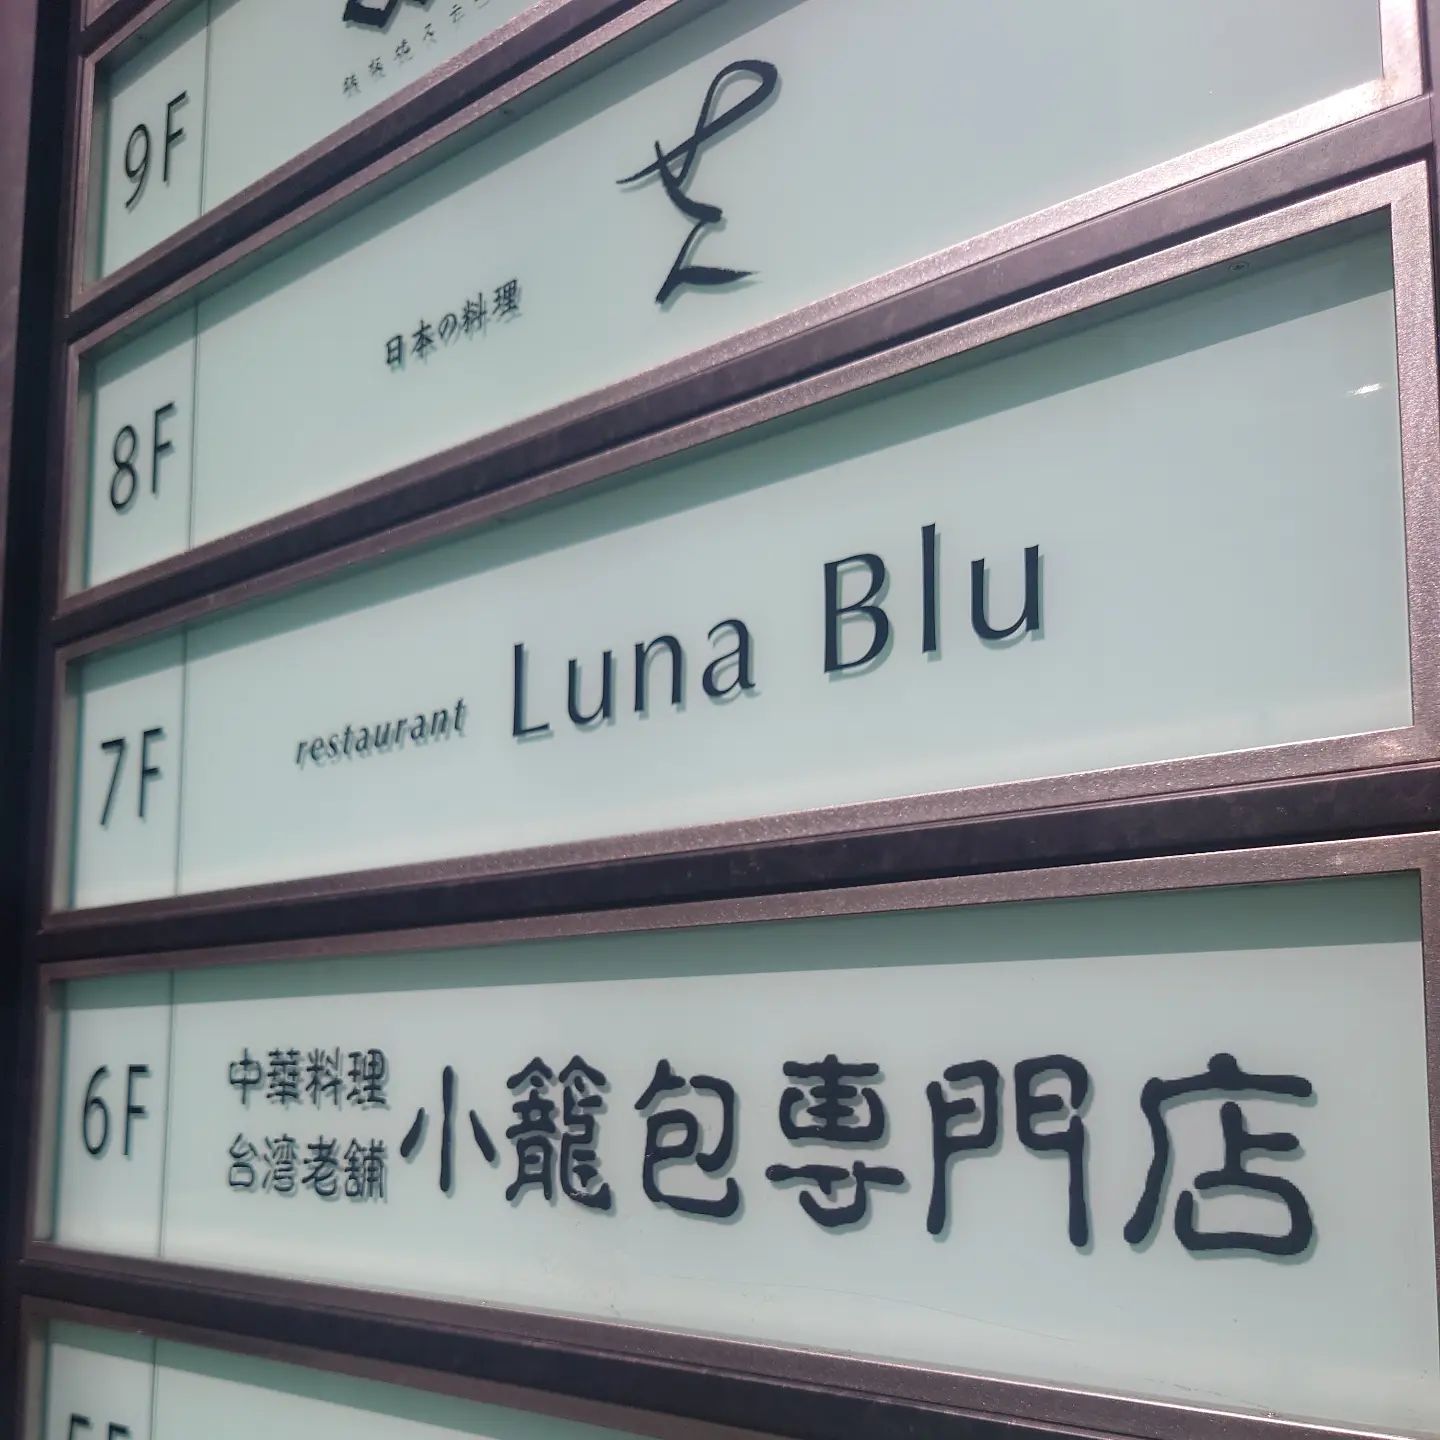 9F
日本の料理
8F
restaurant Luna Blu
7F
中華料理
台湾老舗
小籠包専門店
6F
5F